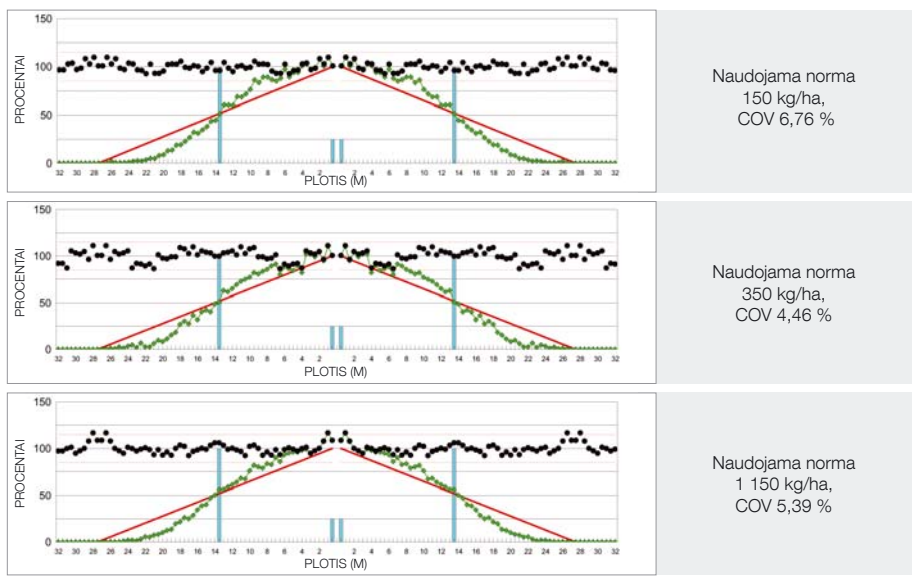 150
100
50
0
PROCENTAI
32 30 28 26 24 22 20 18 16 14 12 10 8 6 4 2 2 4 6 8 10 12 14 16 18 20 22 24 26 28 30 32
PLOTIS (M)
Naudojama norma
150 kg/ha,
COV 6,76 %
150
100
50
0
PROCENTAI
32 30 28 26 24 22 20 18 16 14 12 10 8 6 4 2 2 4 6 8 10 12 14 16 18 20 22 24 26 28 30 32
PLOTIS (M)
Naudojama norma
350 kg/ha,
COV 4,46 %
150
100
50
0
PROCENTAI
32 30 28 26 24 22 20 18 16 14 12 10 8 6 4 2 2 4 6 8 10 12 14 16 18 20 22 24 26 28 30 32
PLOTIS (M)
Naudojama norma
1 150 kg/ha,
COV 5,39 %